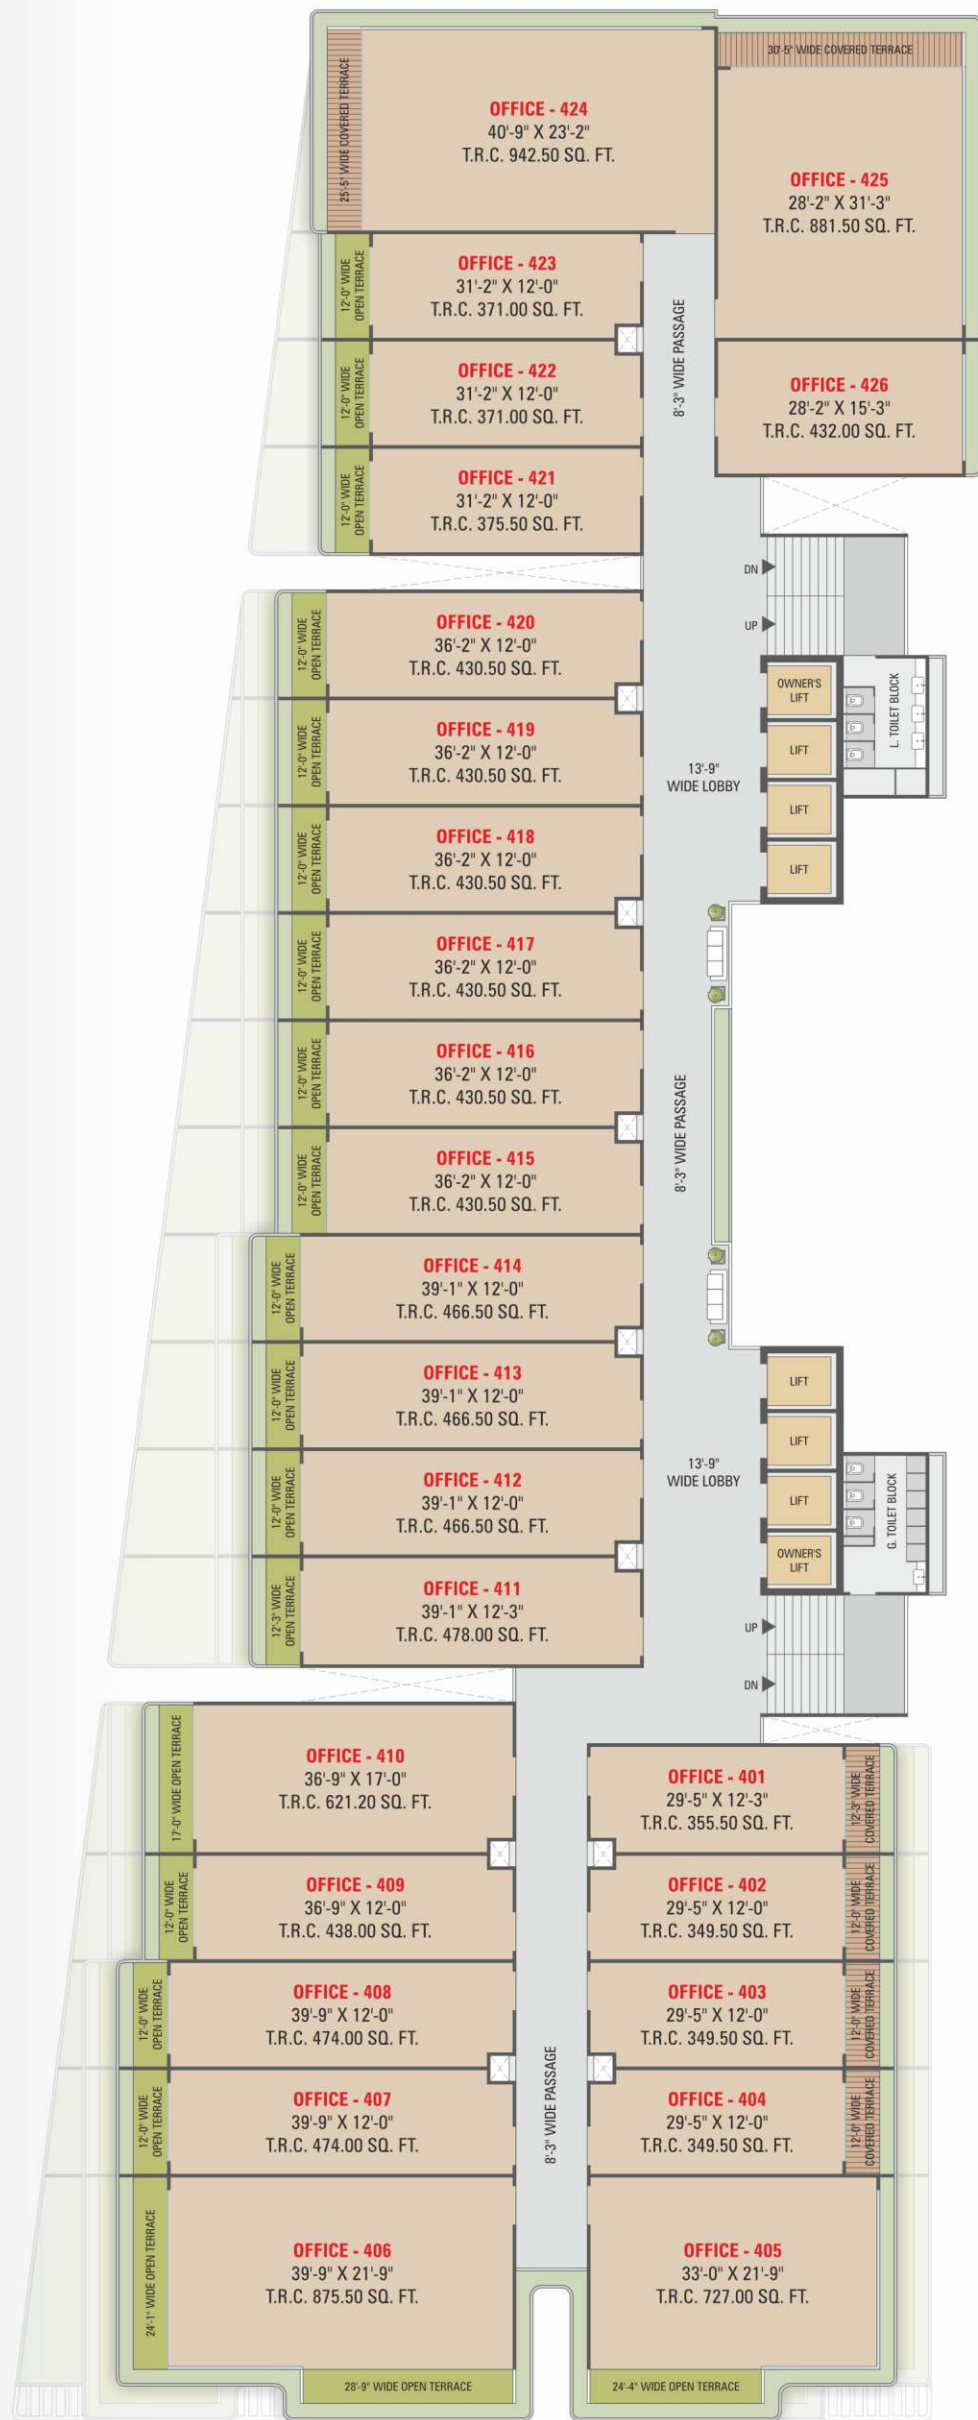 30'-5" WIDE COVERED TERRACE
25'-5" WIDE COVERED TERRACE
OFFICE - 424
40'-9" X 23'-2"
T.R.C. 942.50 SQ. FT.
OFFICE - 425
28'-2" X 31'-3"
T.R.C. 881.50 SQ. FT.
12'-0" WIDE
OPEN TERRACE
OFFICE - 423
31'-2" X 12'-0"
T.R.C. 371.00 SQ. FT.
8'-3" WIDE PASSAGE
12'-0" WIDE
OPEN TERRACE
OFFICE - 422
31'-2" X 12'-0"
T.R.C. 371.00 SQ. FT.
OFFICE - 426
28'-2" X 15'-3"
T.R.C. 432.00 SQ. FT.
12'-0" WIDE
OPEN TERRACE
OFFICE - 421
31'-2" X 12'-0"
T.R.C. 375.50 SQ. FT.
DN
UP
12'-0" WIDE
OPEN TERRACE
OFFICE - 420
36'-2" X 12'-0"
T.R.C. 430.50 SQ. FT.
OWNER'S
LIFT
L. TOILET BLOCK
12'-0" WIDE
OPEN TERRACE
OFFICE - 419
36'-2" X 12'-0"
T.R.C. 430.50 SQ. FT.
LIFT
13'-9"
WIDE LOBBY
LIFT
12'-0" WIDE
OPEN TERRACE
OFFICE - 418
36'-2" X 12'-0"
T.R.C. 430.50 SQ. FT.
LIFT
12'-0" WIDE
OPEN TERRACE
OFFICE - 417
36'-2" X 12'-0"
T.R.C. 430.50 SQ. FT.
12'-0" WIDE
OPEN TERRACE
OFFICE - 416
36'-2" X 12'-0"
T.R.C. 430.50 SQ. FT.
8'-3" WIDE PASSAGE
12'-0" WIDE
OPEN TERRACE
OFFICE - 415
36'-2" X 12'-0"
T.R.C. 430.50 SQ. FT.
12'-0" WIDE
OPEN TERRACE
OFFICE - 414
39'-1" X 12'-0"
T.R.C. 466.50 SQ. FT.
12'-0" WIDE
OPEN TERRACE
OFFICE - 413
39'-1" X 12'-0"
T.R.C. 466.50 SQ. FT.
LIFT
LIFT
13'-9"
WIDE LOBBY
12'-0" WIDE
OPEN TERRACE
OFFICE - 412
39'-1" X 12'-0"
T.R.C. 466.50 SQ. FT.
LIFT
G. TOILET BLOCK
OWNER'S
LIFT
12'-3" WIDE
OPEN TERRACE
OFFICE - 411
39'-1" X 12'-3"
T.R.C. 478.00 SQ. FT.
UP
DN
17'-0" WIDE OPEN TERRACE
OFFICE - 410
36'-9" X 17'-0"
T.R.C. 621.20 SQ. FT.
OFFICE - 401
29'-5" X 12'-3"
T.R.C. 355.50 SQ. FT.
12'-3" WIDE
COVERED TERRACE
12'-0" WIDE
OPEN TERRACE
OFFICE - 409
36'-9" X 12'-0"
T.R.C. 438.00 SQ. FT.
OFFICE - 402
29'-5" X 12'-0"
T.R.C. 349.50 SQ. FT.
12'-0" WIDE
COVERED TERRACE
12'-0" WIDE
OPEN TERRACE
OFFICE - 408
39'-9" X 12'-0"
T.R.C. 474.00 SQ. FT.
OFFICE - 403
29'-5" X 12'-0"
T.R.C. 349.50 SQ. FT.
12'-0" WIDE
COVERED TERRACE
12'-0" WIDE
OPEN TERRACE
OFFICE - 407
39'-9" X 12'-0"
T.R.C. 474.00 SQ. FT.
8'-3" WIDE PASSAGE
OFFICE - 404
29'-5" X 12'-0"
T.R.C. 349.50 SQ. FT.
12'-0" WIDE
COVERED TERRACE
24'-1" WIDE OPEN TERRACE
OFFICE - 406
39'-9" X 21'-9"
T.R.C. 875.50 SQ. FT.
OFFICE - 405
33'-0" X 21'-9"
T.R.C. 727.00 SQ. FT.
28'-9" WIDE OPEN TERRACE
24'-4" WIDE OPEN TERRACE